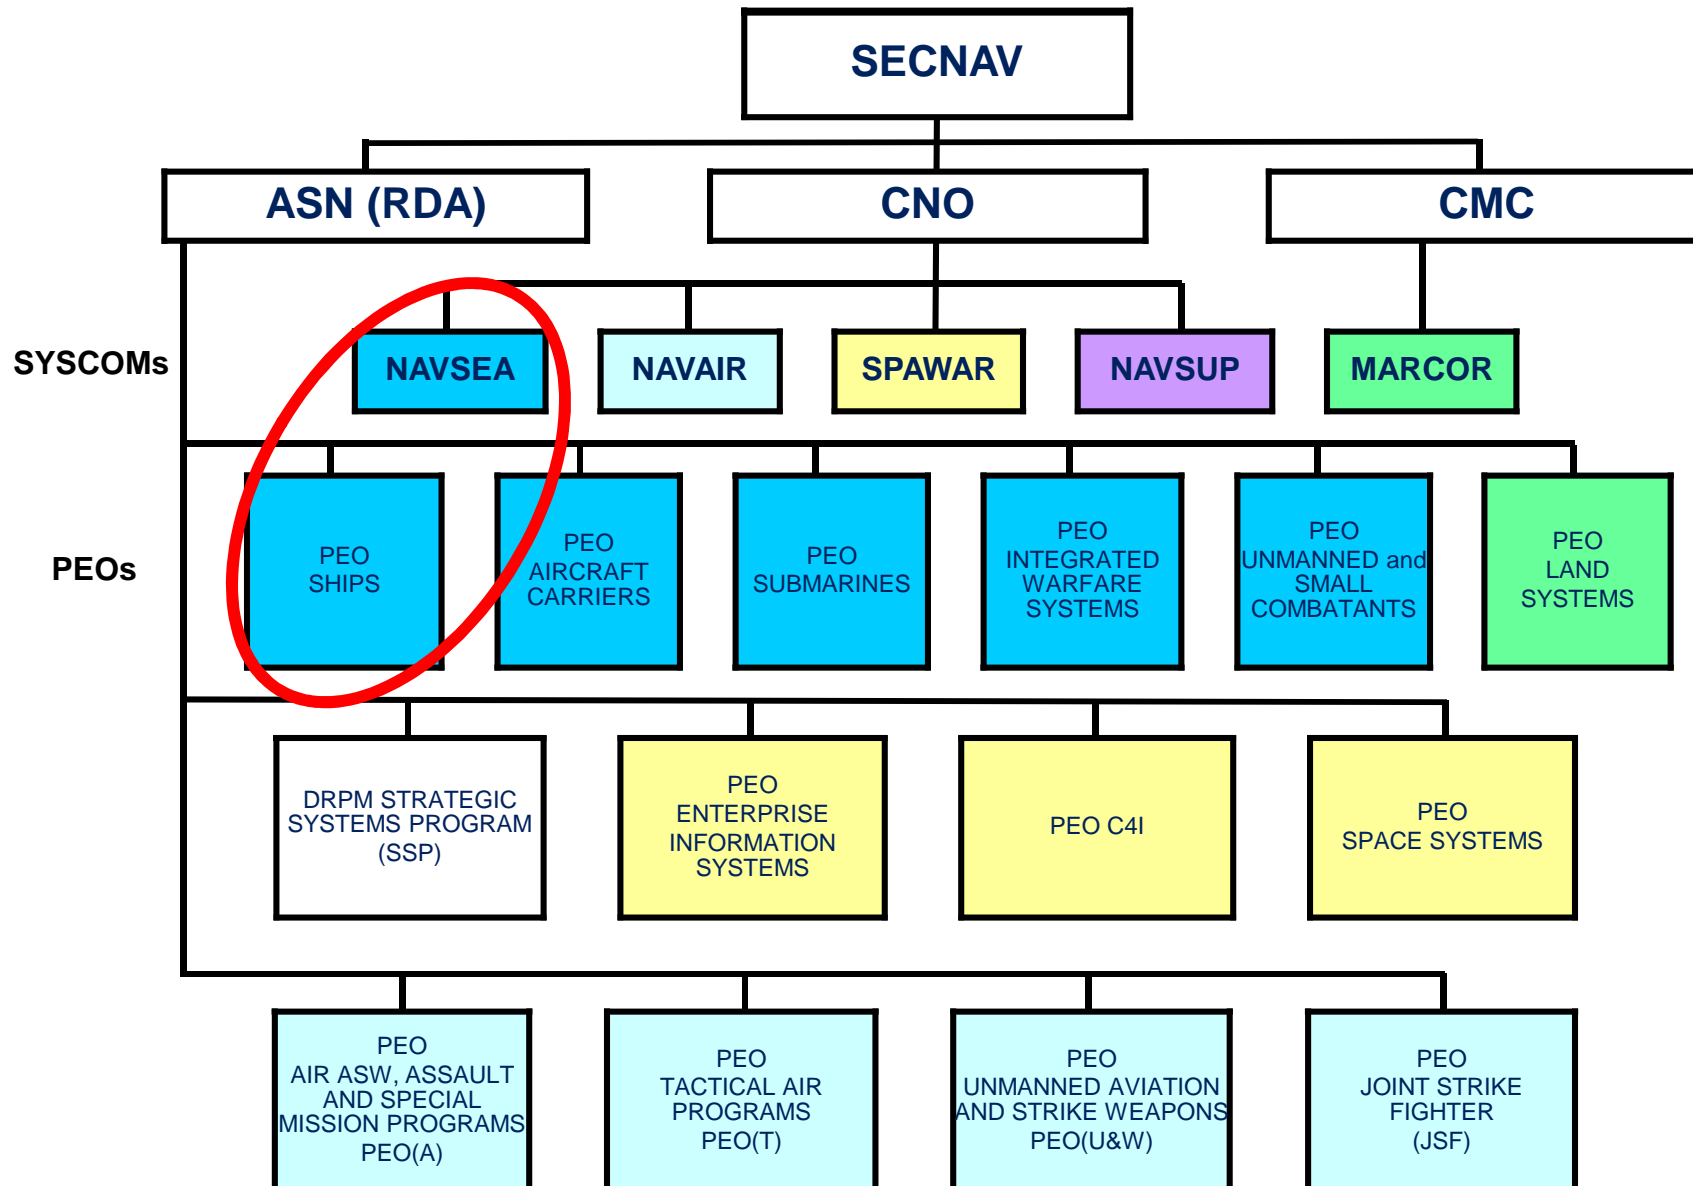 SECNAV
ASN (RDA)
CNO
CMC
SYSCOMs
NAVSEA
NAVAIR
SPAWAR
NAVSUP
MARCOR
PEOs
PEO
SHIPS
PEO
AIRCRAFT
CARRIERS
PEO
SUBMARINES
PEO
INTEGRATED
WARFARE
SYSTEMS
PEO
UNMANNED and
SMALL
COMBATANTS
PEO
LAND
SYSTEMS
DRPM STRATEGIC
SYSTEMS PROGRAM
(SSP)
PEO
ENTERPRISE
INFORMATION
SYSTEMS
PEO C4I
PEO
SPACE SYSTEMS
PEO
AIR ASW, ASSAULT
AND SPECIAL
MISSION PROGRAMS
PEO(A)
PEO
TACTICAL AIR
PROGRAMS
PEO(T)
PEO
UNMANNED AVIATION
AND STRIKE WEAPONS
PEO(U&W)
PEO
JOINT STRIKE
FIGHTER
(JSF)